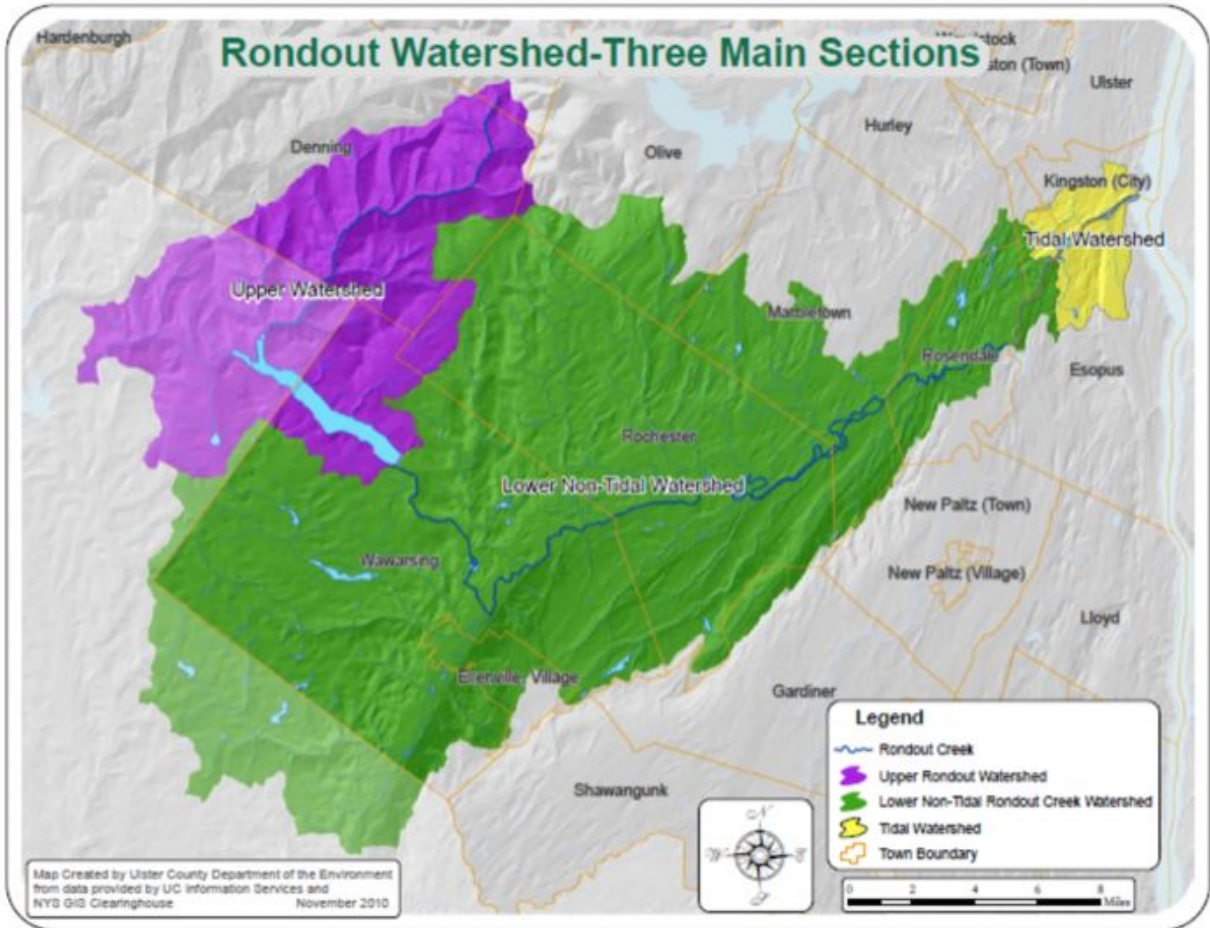 Rondout Watershed-Three Main Sections
Hardenburgh
Ulster
Hurley
Denning
Olive
Kingston (City)
Tidal Watershed
Upper Watershed
Marbletown
Rosendale
Esopus
Rochester
Lower Non-Tidal Watershed
New Paltz (Town)
Wawarsing
New Paltz (Village)
Lloyd
Ellenville, Village
Gardiner
Shawangunk
Legend
Rondout Creek
Upper Rondout Watershed
Lower Non-Tidal Rondout Creek Watershed
Tidal Watershed
Town Boundary
N
W
0 2 4 6 8
Miles
Map Created by Ulster County Department of the Environment
from data provided by UC Information Services and
NYS GIS Clearinghouse November 2010